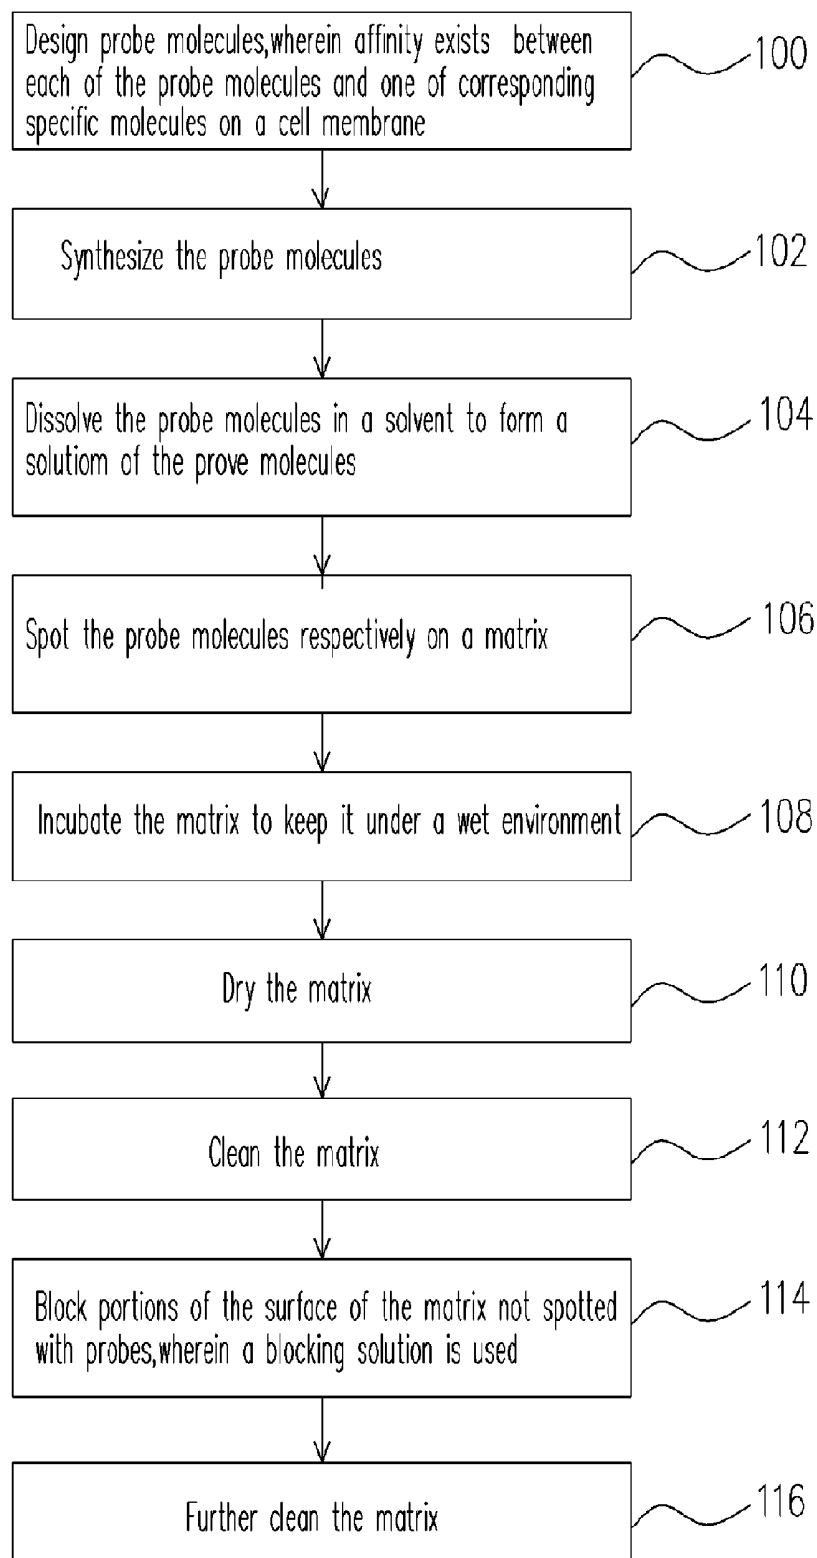 Design probe molecules,wherein affinity exists between
each of the probe molecules and one of corresponding
specific molecules on a cell membrane
100
Synthesize the probe molecules
102
Dissolve the probe molecules in a solvent to form a
solutiom of the prove molecules
104
Spot the probe molecules respectively on a matrix
106
Incubate the matrix to keep it under a wet environment
108
Dry the matrix
110
Clean the matrix
112
Block portions of the surface of the matrix not spotted
with probes,wherein a blocking solution is used
114
Further clean the matrix
116